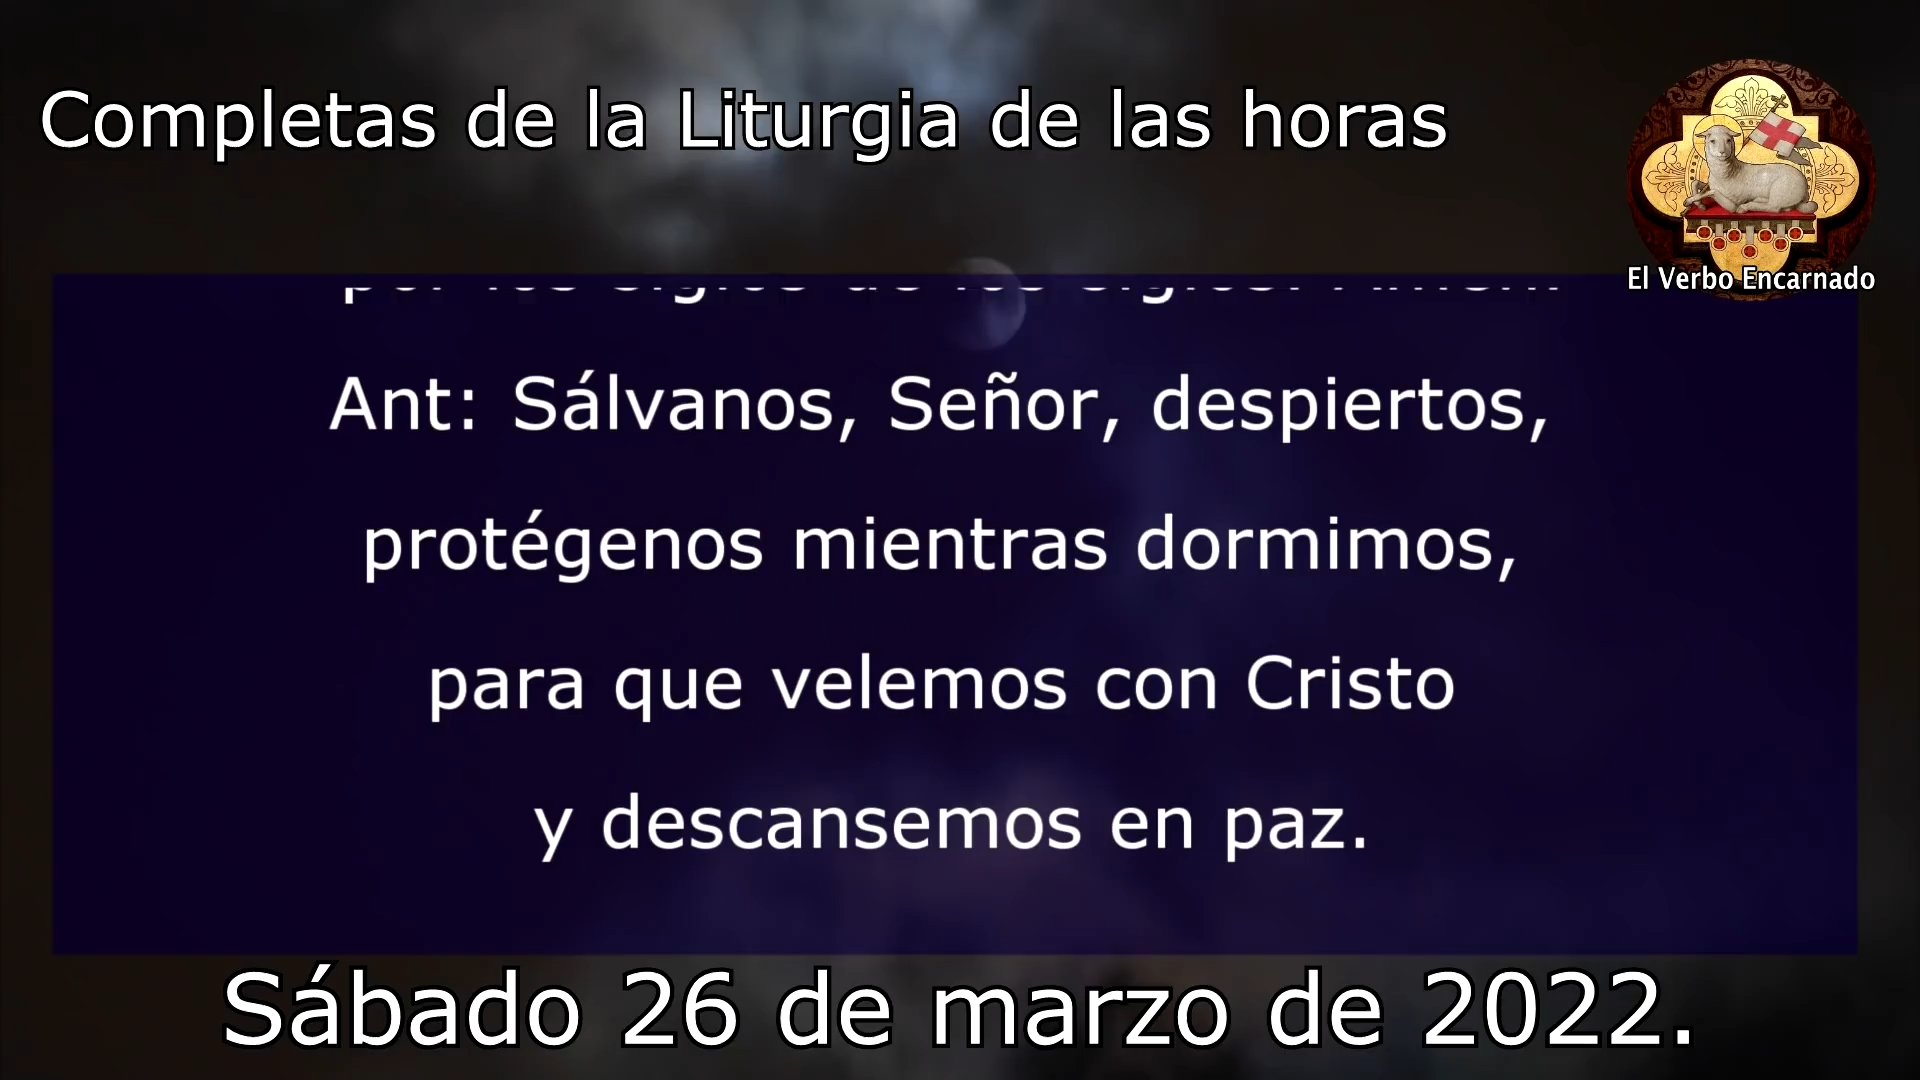 Completas de la Liturgia de las horas
El Verbo Encarnado
Ant: Sálvanos, Señor, despiertos,
protégenos mientras dormimos,
para que velemos con Cristo
y descansemos en paz.
Sábado 26 de marzo de 2022.